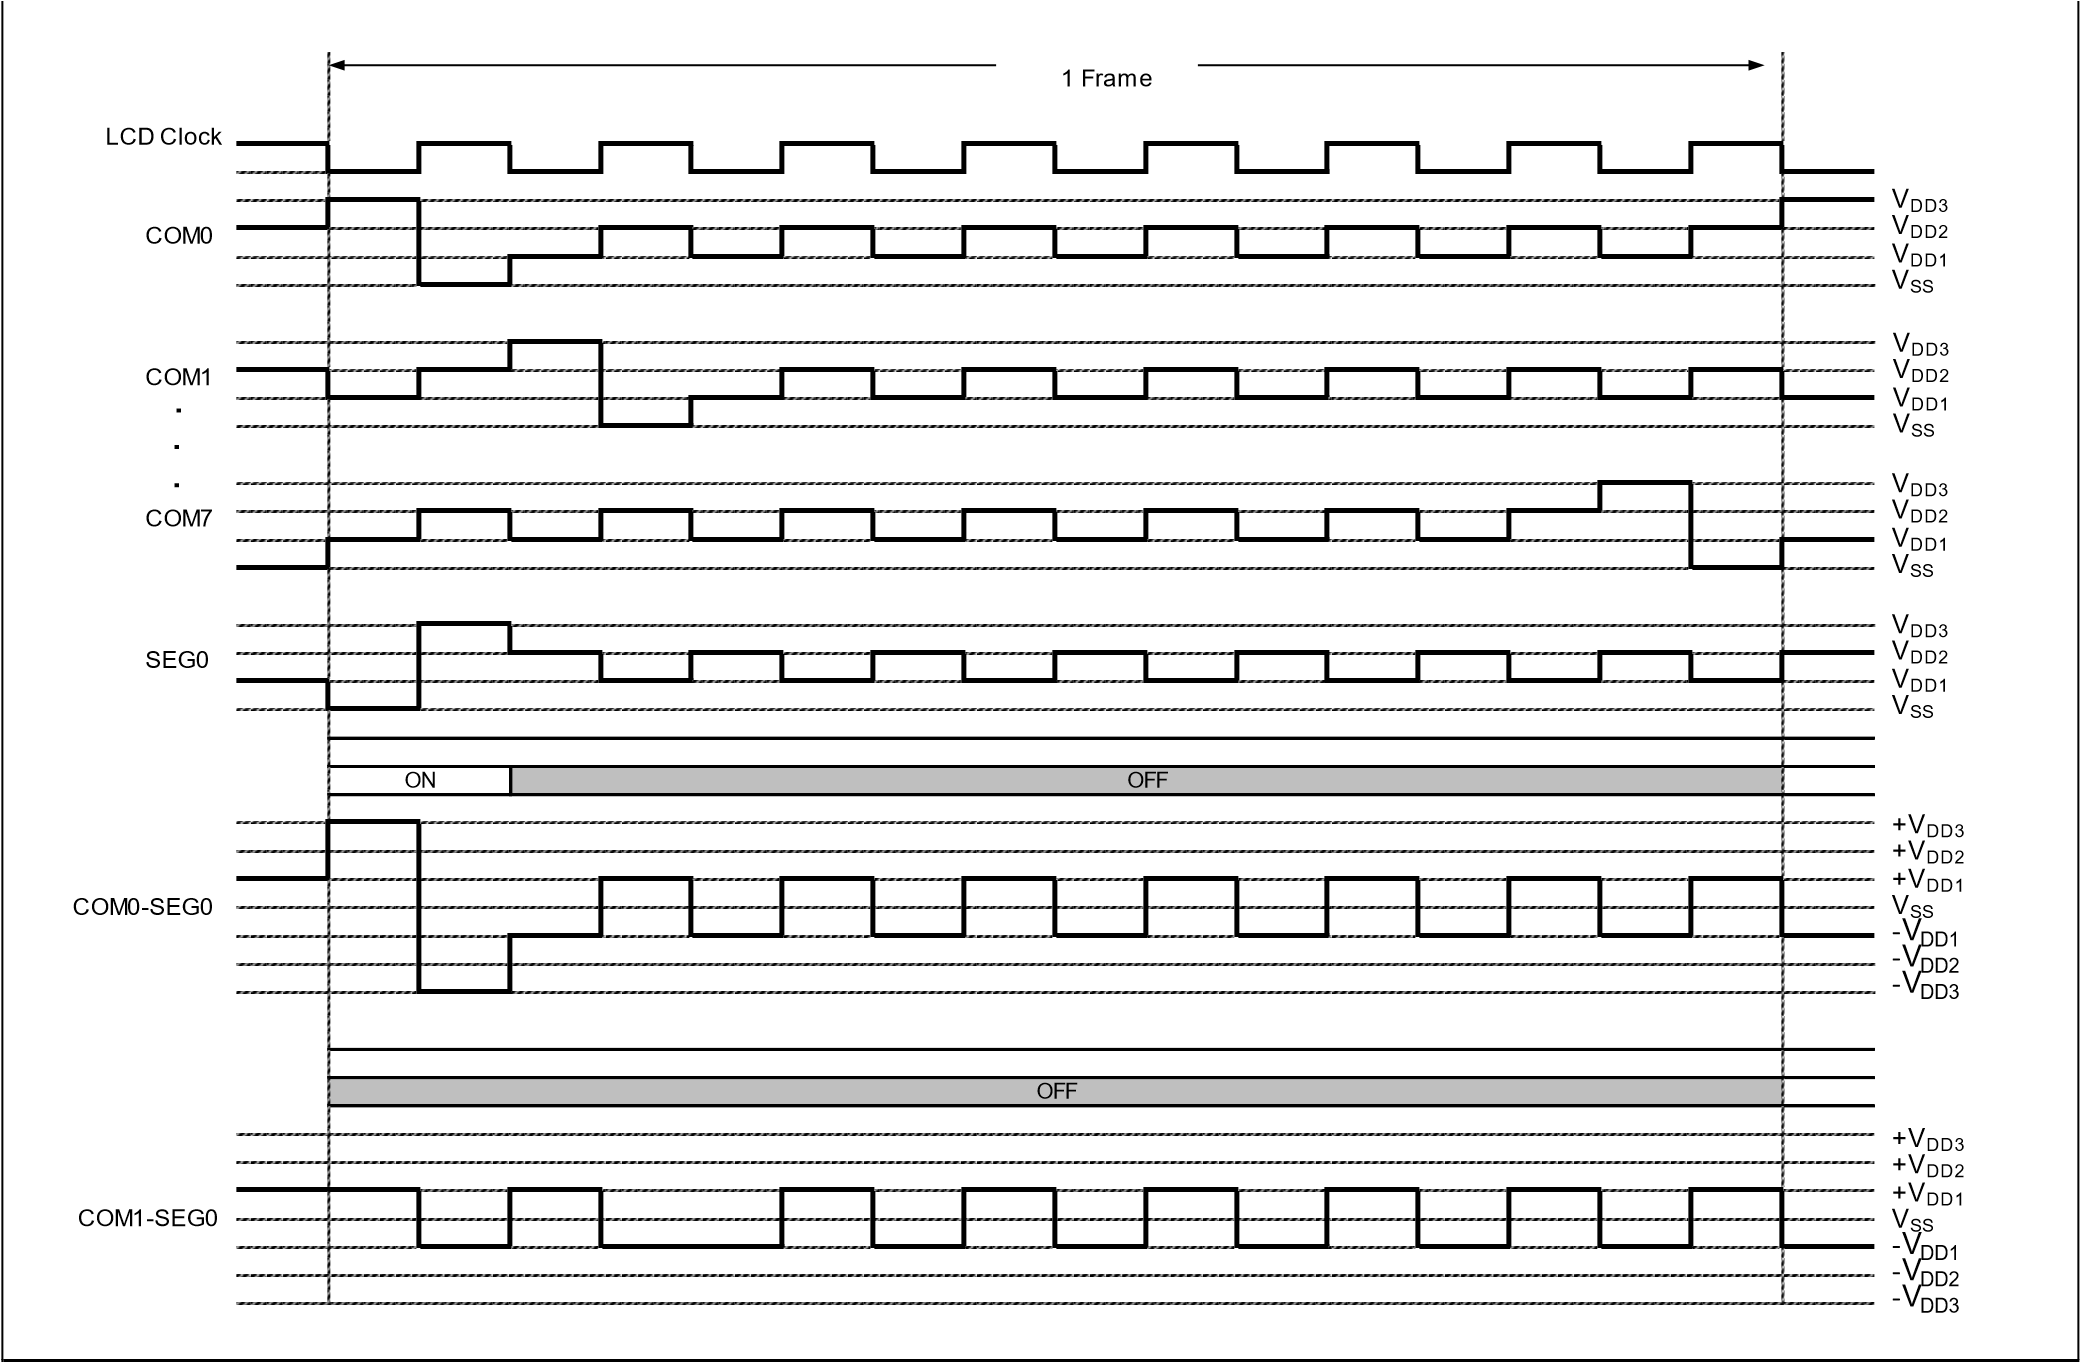 1 Frame
LCD Clock
COM0
VDD3
VDD2
VDD1
VSS
COM1
VDD3
VDD2
VDD1
VSS
.
.
.
COM7
VDD3
VDD2
VDD1
VSS
SEG0
VDD3
VDD2
VDD1
VSS
ON OFF
COM0-SEG0
+VDD3
+VDD2
+VDD1
VSS
-VDD1
-VDD2
-VDD3
OFF
COM1-SEG0
+VDD3
+VDD2
+VDD1
VSS
-VDD1
-VDD2
-VDD3